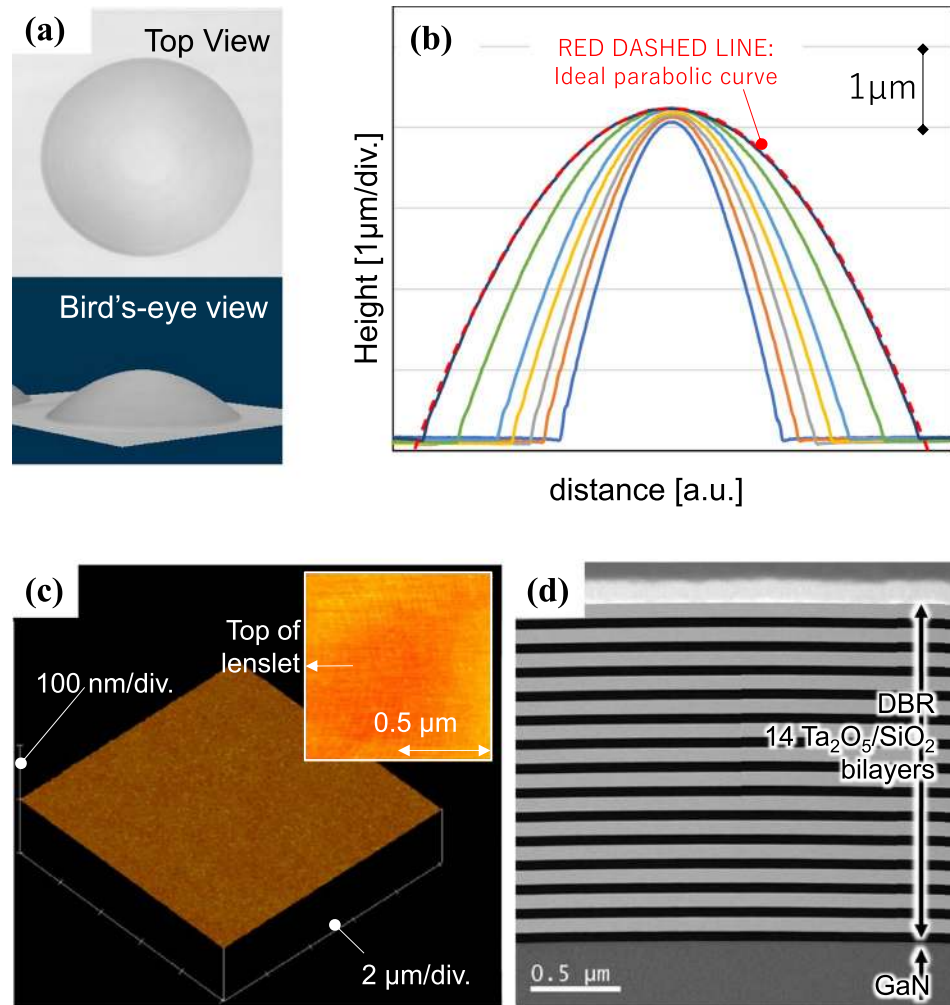 (a)
Top View
Bird's-eye view
(b)
RED DASHED LINE:
Ideal parabolic curve
1μm
Height [1μm/div.]
distance [a.u.]
(c)
Top of
lenslet
100 nm/div.
0.5 μm
2 μm/div.
(d)
DBR
14 Ta₂O₅/SiO₂
bilayers
0.5 μm
GaN